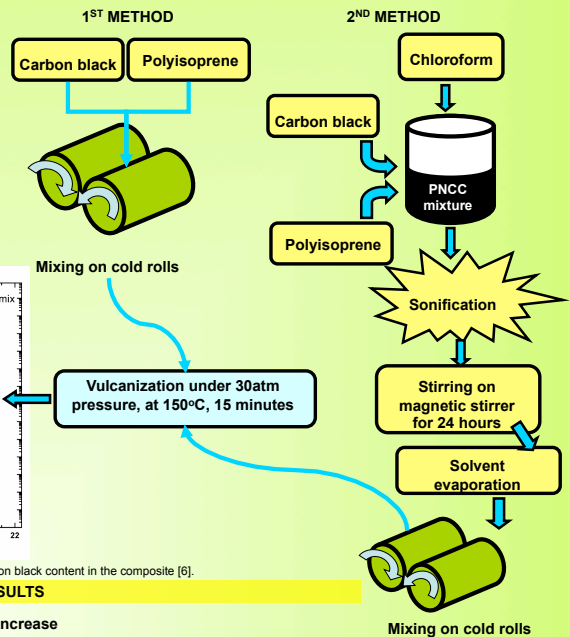 1ST METHOD
2ND METHOD
Carbon black
Polyisoprene
Mixing on cold rolls
Chloroform
Carbon black
PNCC
mixture
Polyisoprene
Sonification
Stirring on
magnetic stirrer
for 24 hours
Solvent
evaporation
Mixing on cold rolls
Vulcanization under 30atm
pressure, at 150oC, 15 minutes
mix
22
on black content in the composite [6].
SULTS
ncrease